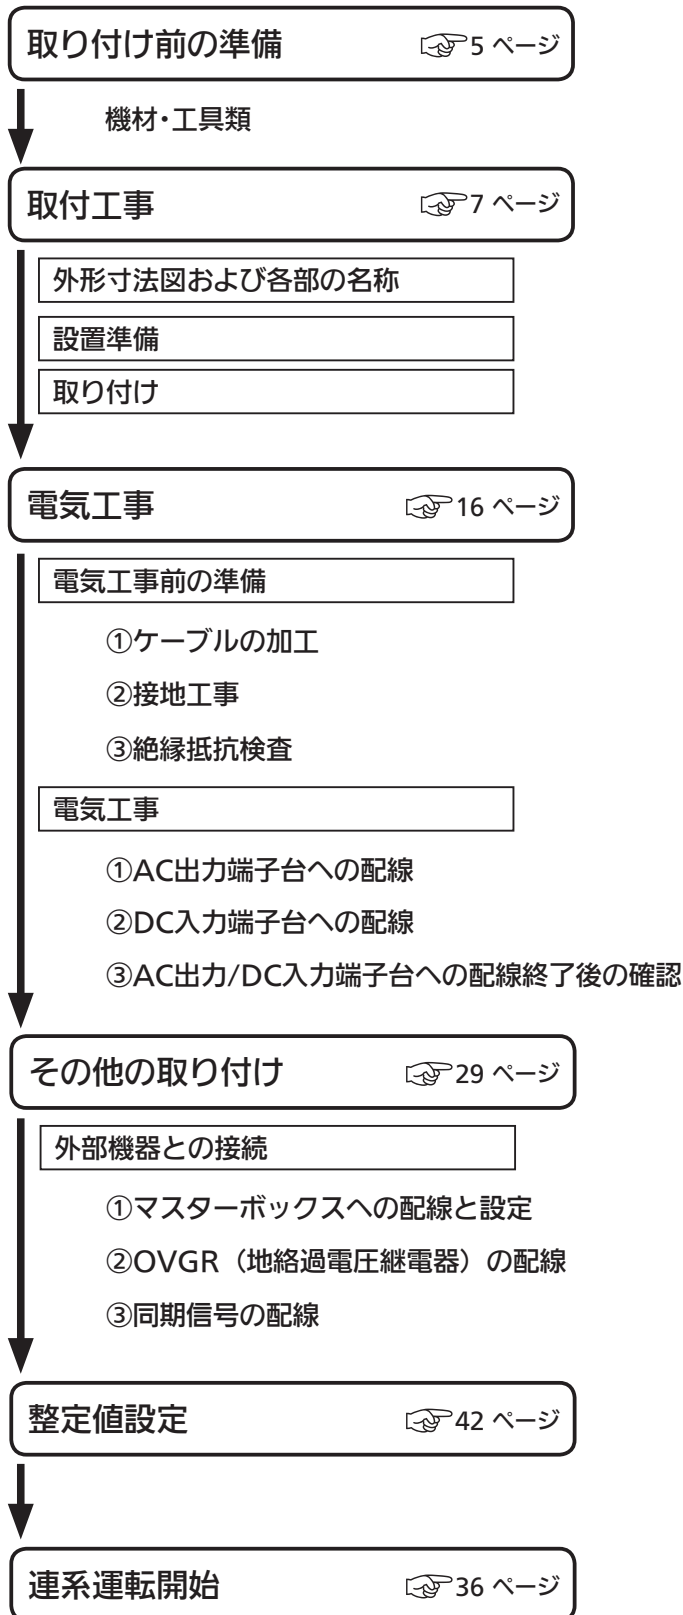 取り付け前の準備 ☞5 ページ
機材・工具類
取付工事 ☞7 ページ
外形寸法図および各部の名称
設置準備
取り付け
電気工事 ☞16 ページ
電気工事前の準備
①ケーブルの加工
②接地工事
③絶縁抵抗検査
電気工事
①AC出力端子台への配線
②DC入力端子台への配線
③AC出力/DC入力端子台への配線終了後の確認
その他の取り付け ☞29 ページ
外部機器との接続
①マスターボックスへの配線と設定
②OVGR（地絡過電圧継電器）の配線
③同期信号の配線
整定値設定 ☞42 ページ
連系運転開始 ☞36 ページ